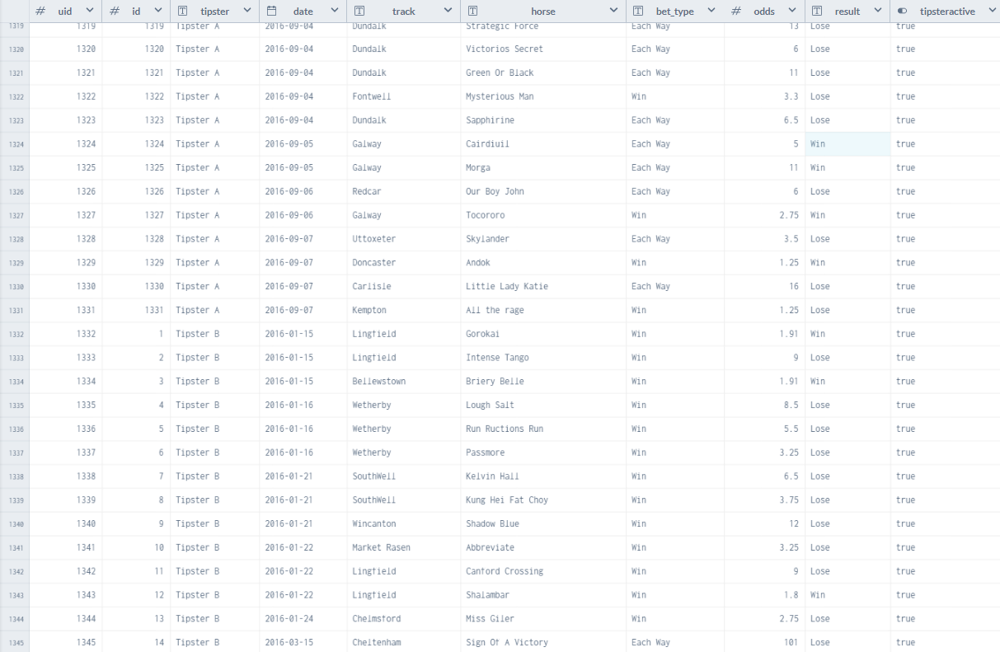 uid id tipster date track horse bet_type odds result tipsteractive
1319 1319 1319 Tipster A 2016-09-04 Dundalk Strategic Force Each Way 13 Lose true
1320 1320 1320 Tipster A 2016-09-04 Dundalk Victorios Secret Each Way 6 Lose true
1321 1321 1321 Tipster A 2016-09-04 Dundalk Green Or Black Each Way 11 Lose true
1322 1322 1322 Tipster A 2016-09-04 Fontwell Mysterious Man Win 3.3 Lose true
1323 1323 1323 Tipster A 2016-09-04 Dundalk Sapphirine Each Way 6.5 Lose true
1324 1324 1324 Tipster A 2016-09-05 Galway Cairdiuil Each Way 5 Win true
1325 1325 1325 Tipster A 2016-09-05 Galway Morga Each Way 11 Win true
1326 1326 1326 Tipster A 2016-09-06 Redcar Our Boy John Each Way 6 Lose true
1327 1327 1327 Tipster A 2016-09-06 Galway Tocororo Win 2.75 Win true
1328 1328 1328 Tipster A 2016-09-07 Uttoxeter Skylander Each Way 3.5 Lose true
1329 1329 1329 Tipster A 2016-09-07 Doncaster Andok Win 1.25 Win true
1330 1330 1330 Tipster A 2016-09-07 Carlisle Little Lady Katie Each Way 16 Lose true
1331 1331 1331 Tipster A 2016-09-07 Kempton All the rage Win 1.25 Lose true
1332 1332 1 Tipster B 2016-01-15 Lingfield Gorokai Win 1.91 Win true
1333 1333 2 Tipster B 2016-01-15 Lingfield Intense Tango Win 9 Lose true
1334 1334 3 Tipster B 2016-01-15 Bellewstown Briery Belle Win 1.91 Win true
1335 1335 4 Tipster B 2016-01-16 Wetherby Lough Salt Win 8.5 Lose true
1336 1336 5 Tipster B 2016-01-16 Wetherby Run Ructions Run Win 5.5 Lose true
1337 1337 6 Tipster B 2016-01-16 Wetherby Passmore Win 3.25 Lose true
1338 1338 7 Tipster B 2016-01-21 SouthWell Kelvin Hall Win 6.5 Lose true
1339 1339 8 Tipster B 2016-01-21 SouthWell Kung Hei Fat Choy Win 3.75 Lose true
1340 1340 9 Tipster B 2016-01-21 Wincanton Shadow Blue Win 12 Lose true
1341 1341 10 Tipster B 2016-01-22 Market Rasen Abbreviate Win 3.25 Lose true
1342 1342 11 Tipster B 2016-01-22 Lingfield Canford Crossing Win 9 Lose true
1343 1343 12 Tipster B 2016-01-22 Lingfield Shalambar Win 1.8 Win true
1344 1344 13 Tipster B 2016-01-24 Chelmsford Miss Giler Win 2.75 Lose true
1345 1345 14 Tipster B 2016-03-15 Cheltenham Sign Of A Victory Each Way 101 Lose true